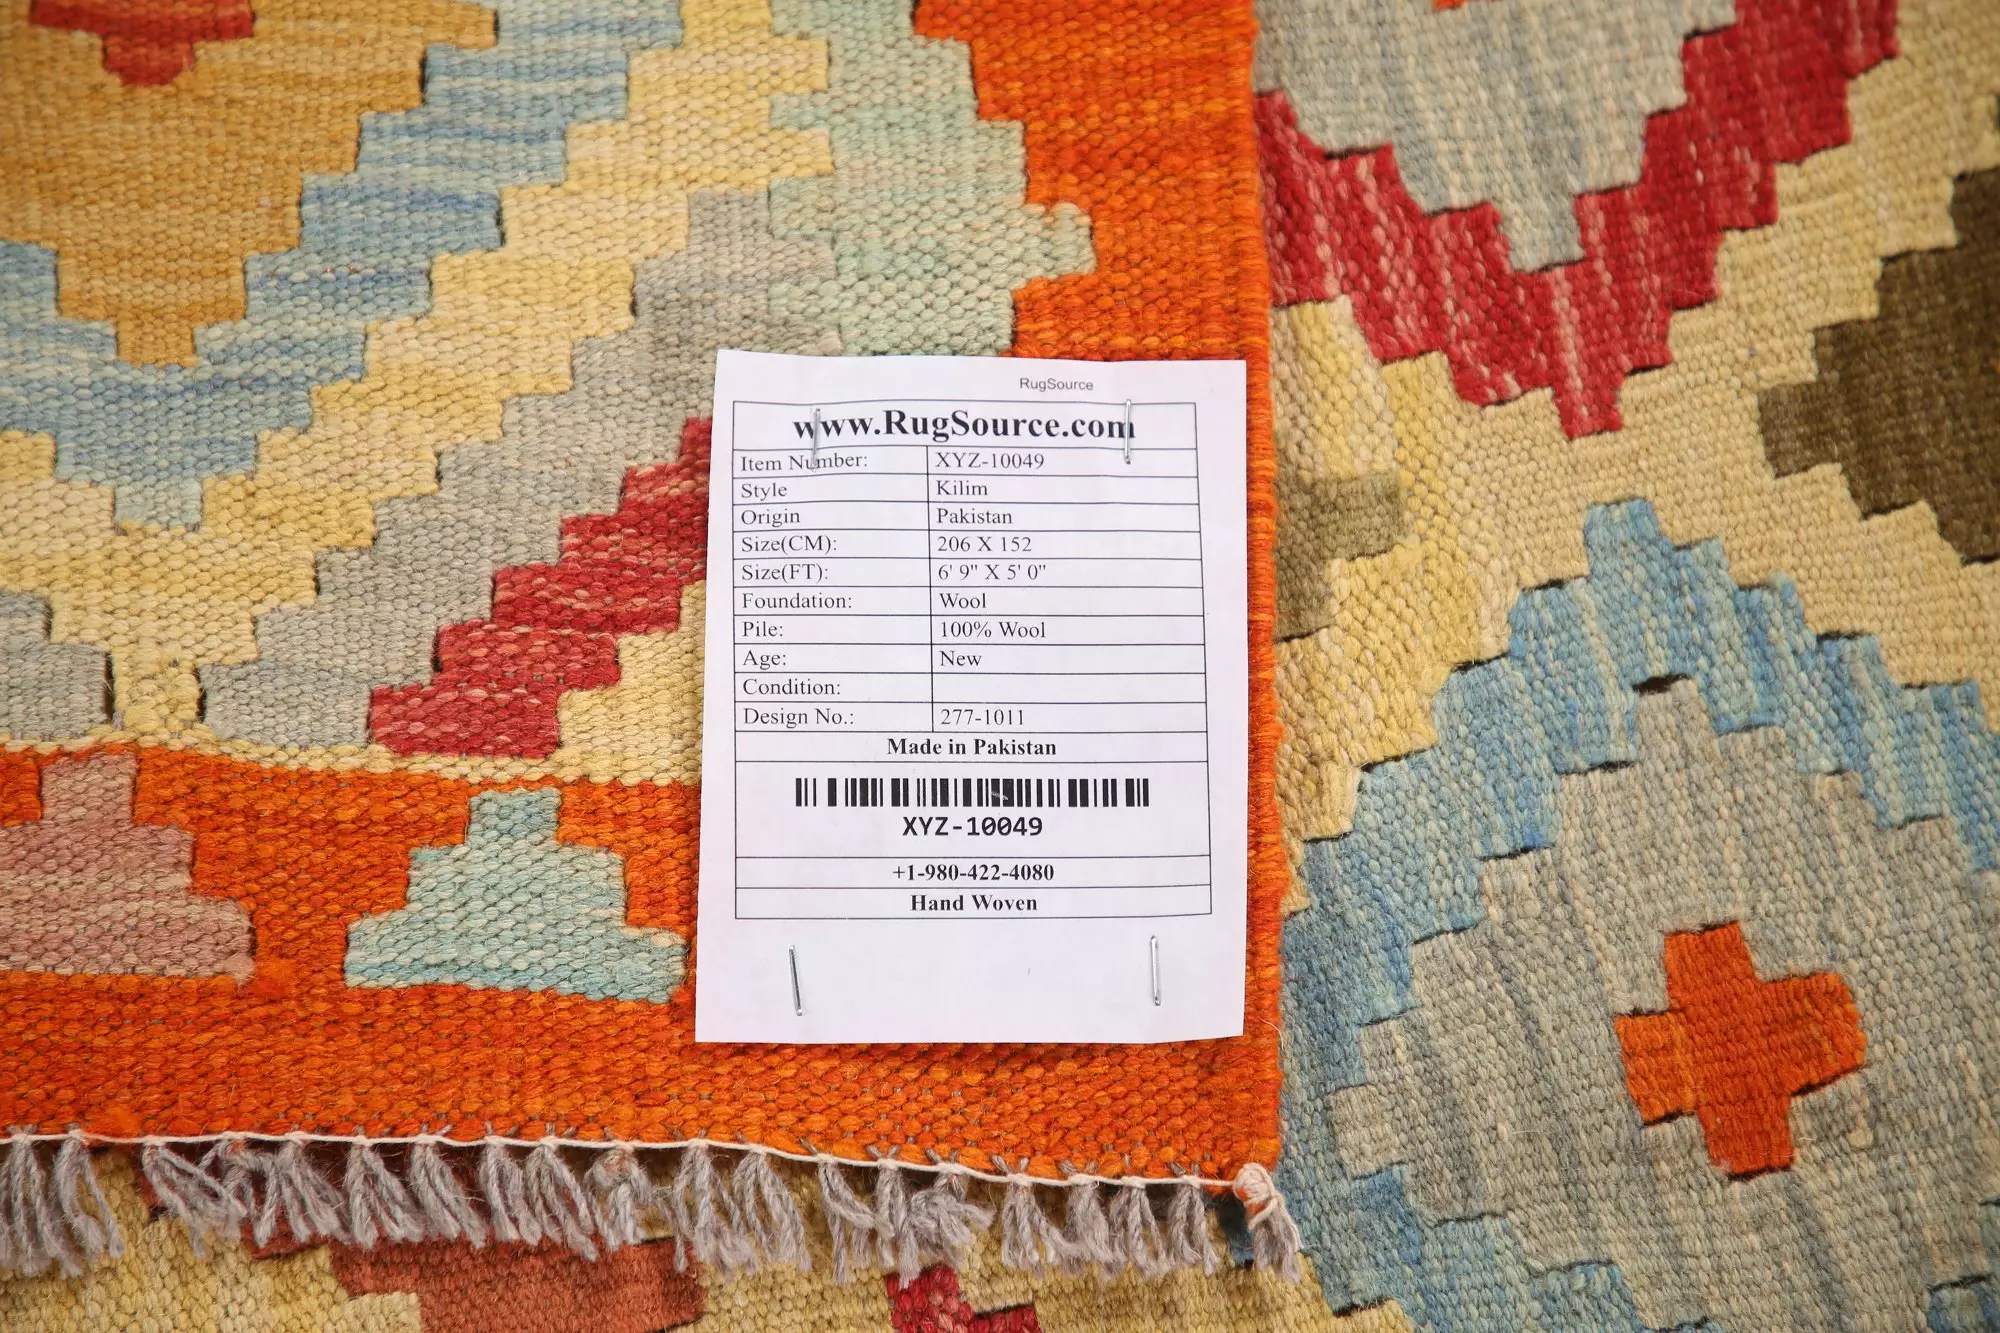 RugSource
www.RugSource.com
Item Number: XYZ-10049
Style Kilim
Origin Pakistan
Size(CM): 206 X 152
Size(FT): 6' 9" X 5' 0"
Foundation: Wool
Pile: 100% Wool
Age: New
Condition:
Design No.: 277-1011
Made in Pakistan
XYZ-10049
+1-980-422-4080
Hand Woven